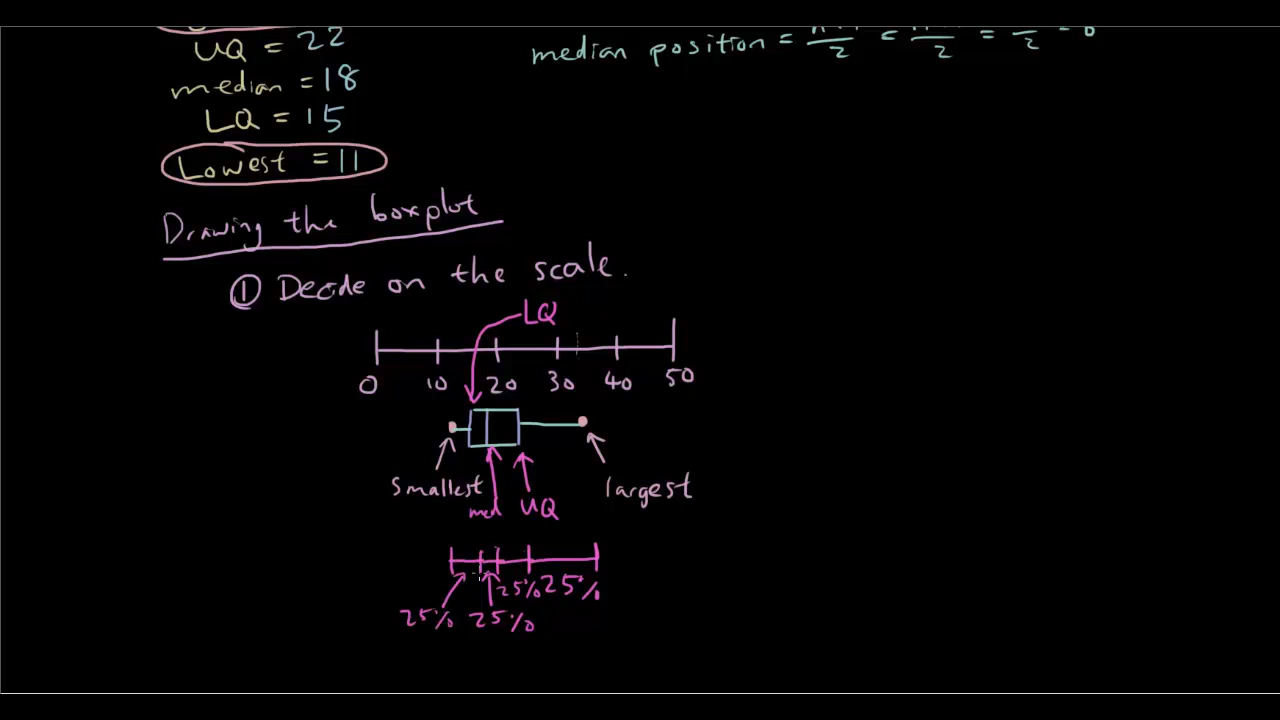 UQ = 22
median = 18
LQ = 15
Lowest = 11
median position = = =
Drawing the boxplot
① Decide on the scale.
LQ
0 10 20 30 40 50
smallest
med
UQ
largest
25% 25%
25% 25%